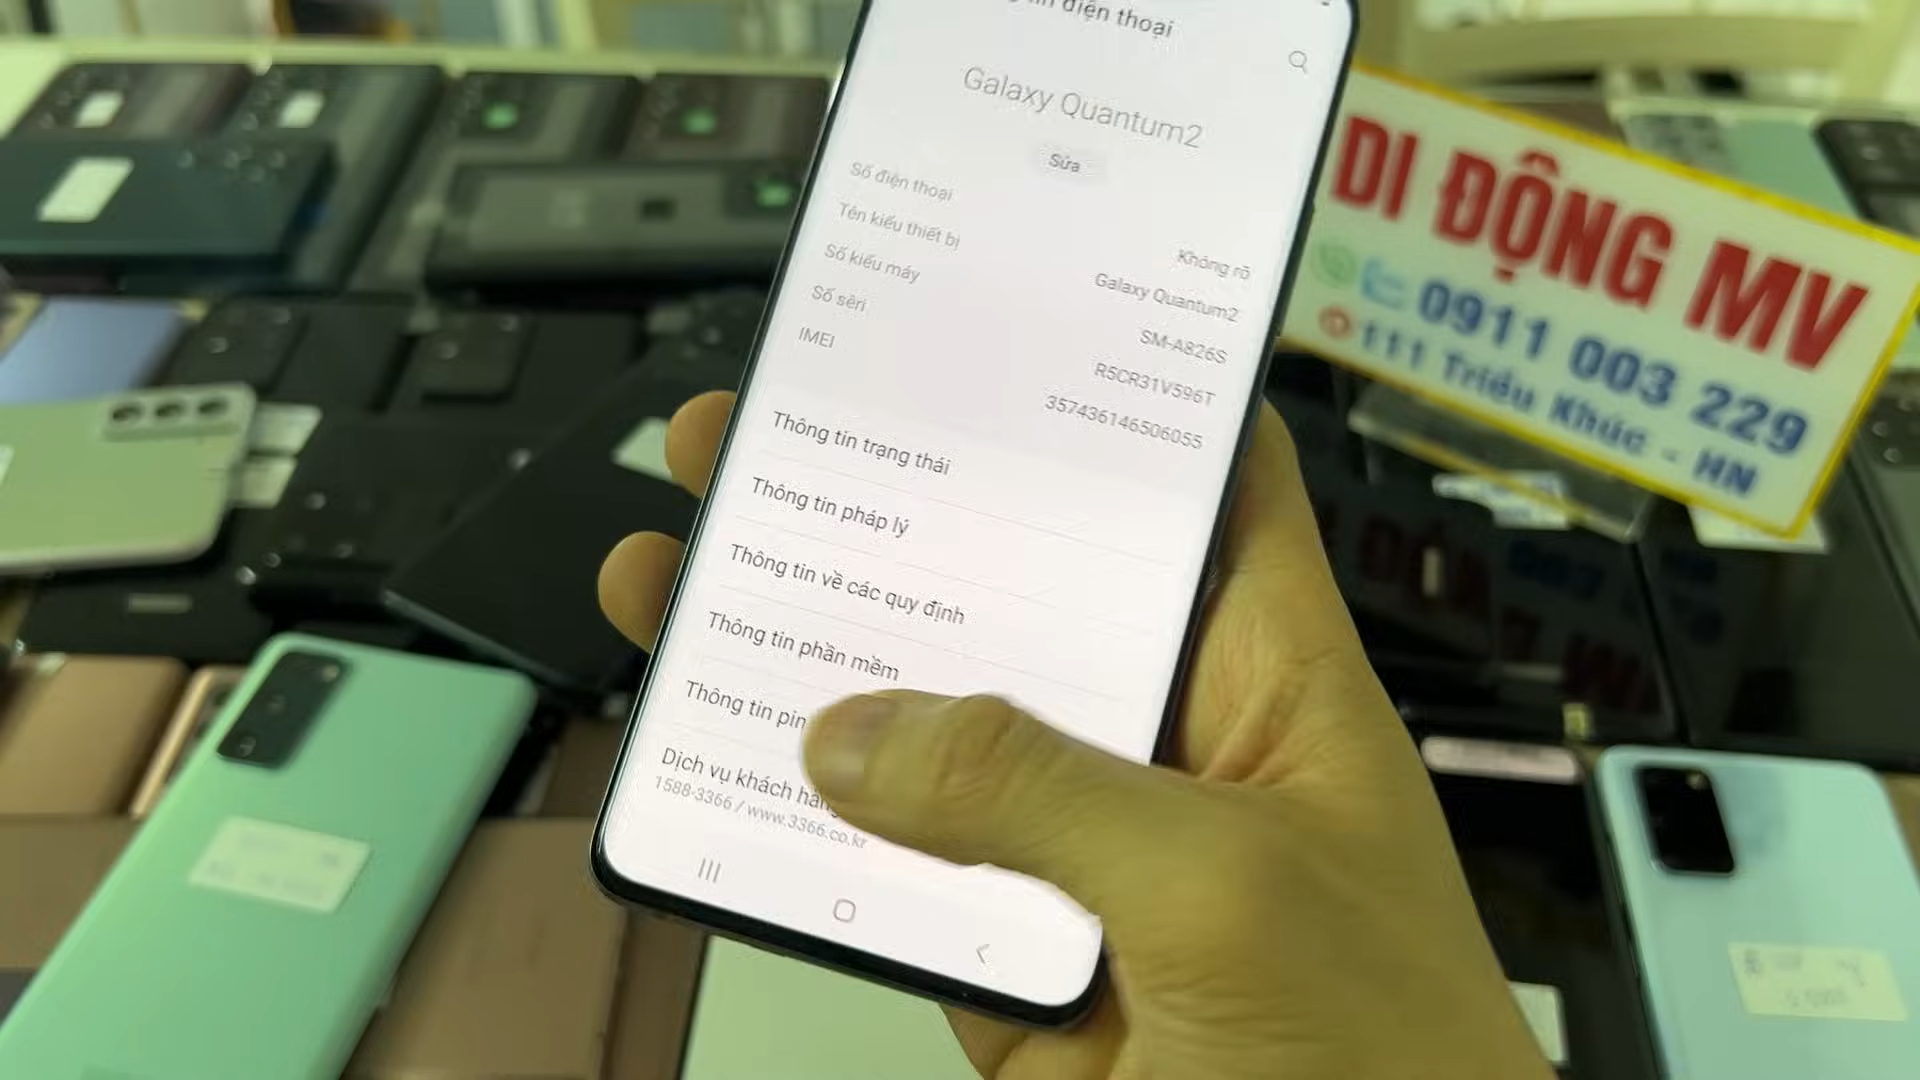 điện thoại
Galaxy Quantum2
Sửa
Số điện thoại
Không rõ
Tên kiểu thiết bị
Galaxy Quantum2
Số kiểu máy
SM-A826S
Số sêri
R5CR31V596T
IMEI
357436146506055
Thông tin trạng thái
Thông tin pháp lý
Thông tin về các quy định
Thông tin phần mềm
Thông tin pin
Dịch vụ khách hàng
1588-3366 / www.3366.co.kr
DI ĐỘNG MV
0911 003 229
111 Triều Khúc - HN